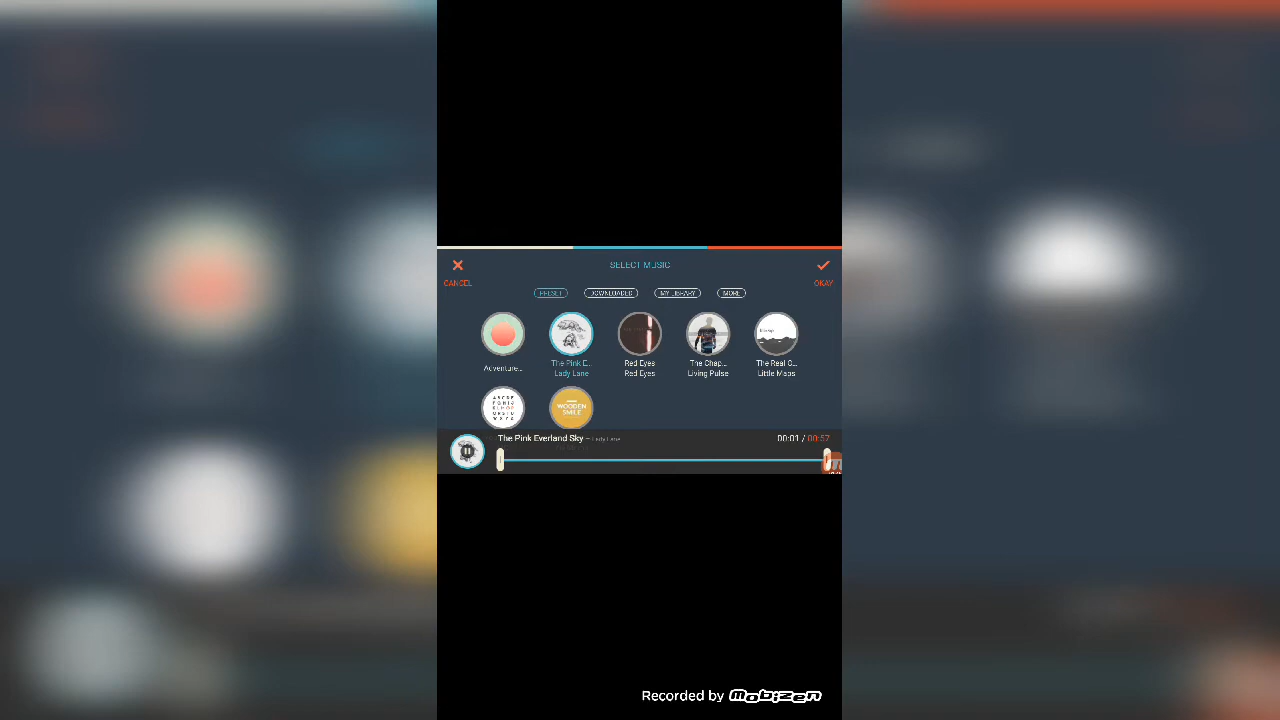 SELECT MUSIC
CANCEL
OKAY
PRESET
DOWNLOADED
MY LIBRARY
MORE
Adventure...
The Pink E...
Lady Lane
Red Eyes
Red Eyes
The Chap...
Living Pulse
The Real O...
Little Maps
WOODEN
SMILE
The Pink Everland Sky – Lady Lane
00:01 / 00:57
Recorded by mobizen